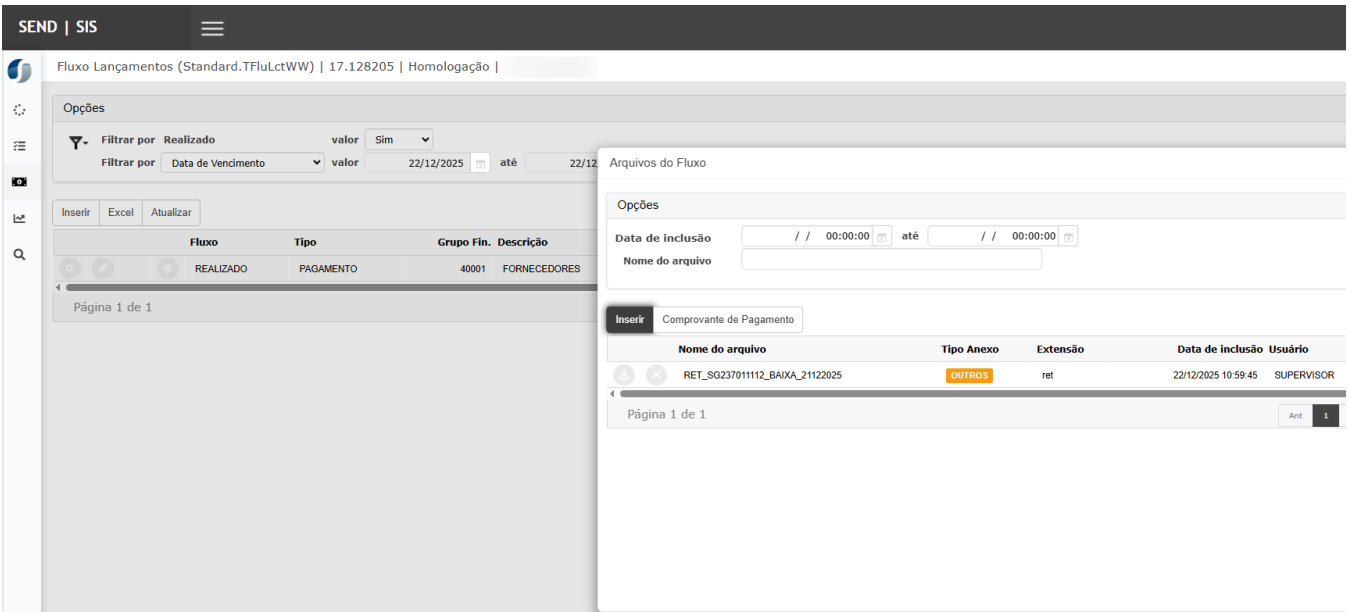 SEND | SIS
Fluxo Lançamentos (Standard.TFluLctWW) | 17.128205 | Homologação |
Opções
Filtrar por Realizado valor Sim
Filtrar por Data de Vencimento valor 22/12/2025 até 22/12
Inserir Excel Atualizar
Fluxo Tipo Grupo Fin. Descrição
REALIZADO PAGAMENTO 40001 FORNECEDORES
Página 1 de 1
Arquivos do Fluxo
Opções
Data de inclusão / / 00:00:00 até / / 00:00:00
Nome do arquivo
Inserir Comprovante de Pagamento
Nome do arquivo Tipo Anexo Extensão Data de inclusão Usuário
RET_SG237011112_BAIXA_21122025 OUTROS ret 22/12/2025 10:59:45 SUPERVISOR
Página 1 de 1
Ant 1